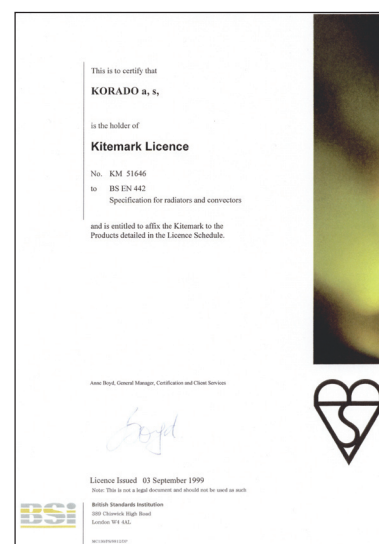 This is to certify that
KORADO a, s,
is the holder of
Kitemark Licence
No. KM 51646
to BS EN 442
Specification for radiators and convectors
and is entitled to affix the Kitemark to the
Products detailed in the Licence Schedule.
Anne Boyd, General Manager, Certification and Client Services
Licence Issued 03 September 1999
Note: This is not a legal document and should not be used as such
BSi
British Standards Institution
389 Chiswick High Road
London W4 4AL